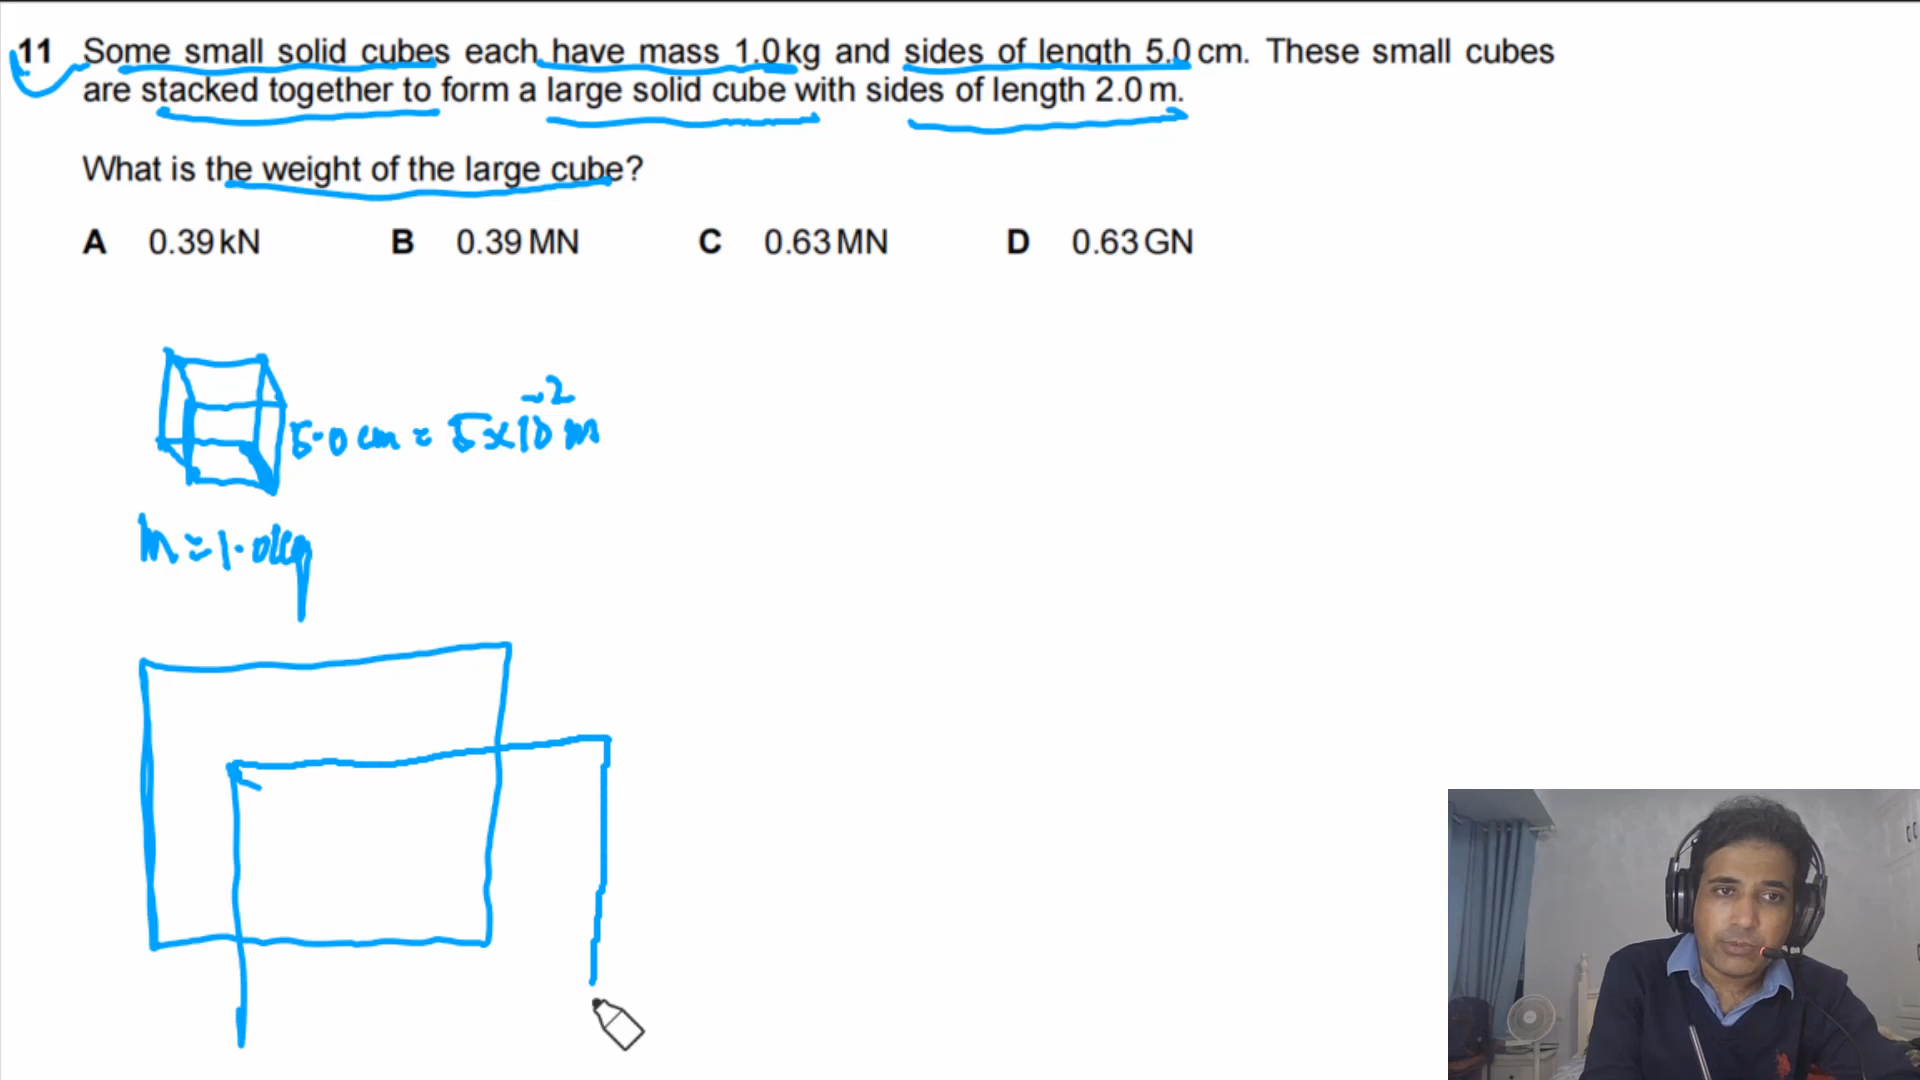 11 Some small solid cubes each have mass 1.0 kg and sides of length 5.0 cm. These small cubes
are stacked together to form a large solid cube with sides of length 2.0 m.
What is the weight of the large cube?
A 0.39 kN B 0.39 MN C 0.63 MN D 0.63 GN
5.0 cm = 5×10⁻² m
m = 1.0 kg